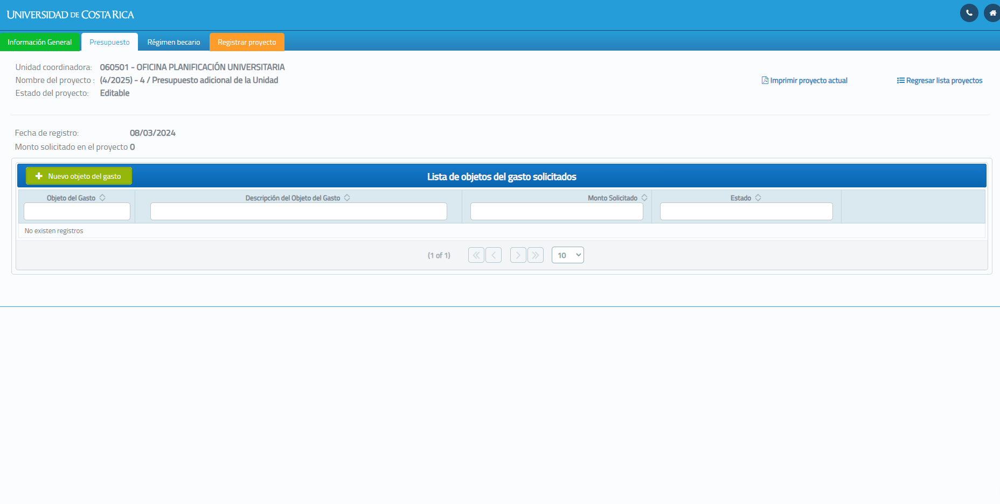 UNIVERSIDAD DE COSTA RICA
Información General
Presupuesto
Régimen becario
Registrar proyecto
Unidad coordinadora: 060501 - OFICINA PLANIFICACIÓN UNIVERSITARIA
Nombre del proyecto : (4/2025) - 4 / Presupuesto adicional de la Unidad
Imprimir proyecto actual
Regresar lista proyectos
Estado del proyecto: Editable
Fecha de registro: 08/03/2024
Monto solicitado en el proyecto 0
Nuevo objeto del gasto
Lista de objetos del gasto solicitados
Objeto del Gasto
Descripción del Objeto del Gasto
Monto Solicitado
Estado
No existen registros
(1 of 1)
10